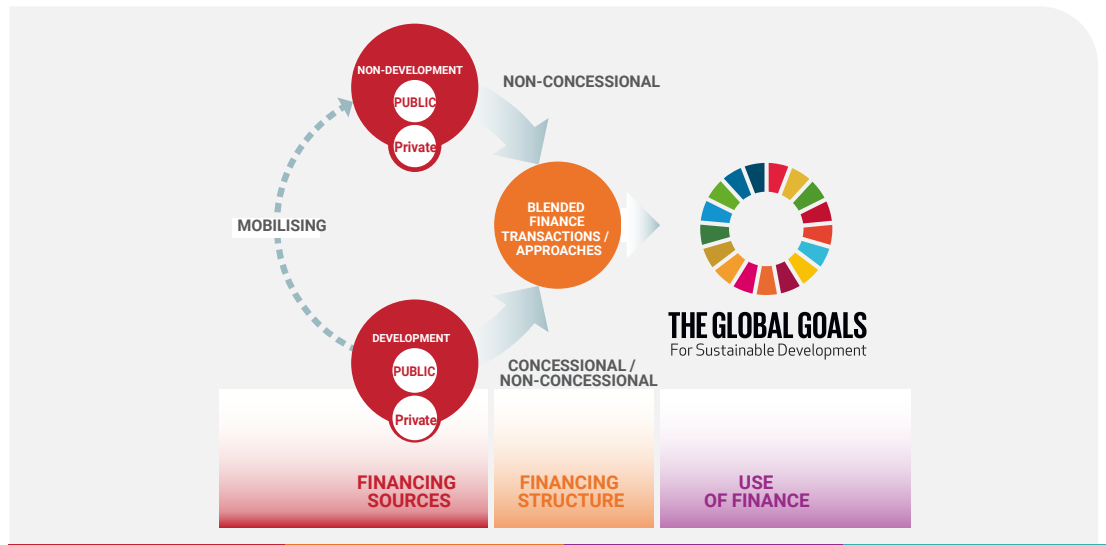 NON-DEVELOPMENT
PUBLIC
Private
NON-CONCESSIONAL
MOBILISING
BLENDED
FINANCE
TRANSACTIONS /
APPROACHES
DEVELOPMENT
PUBLIC
Private
CONCESSIONAL /
NON-CONCESSIONAL
THE GLOBAL GOALS
For Sustainable Development
FINANCING
SOURCES
FINANCING
STRUCTURE
USE
OF FINANCE